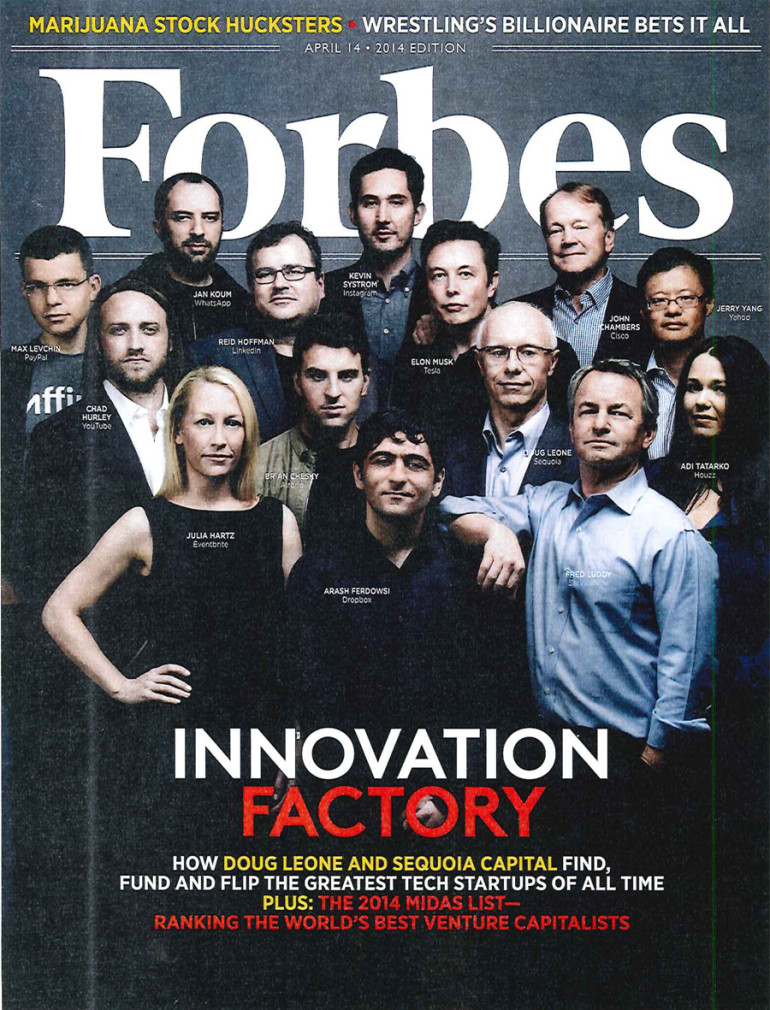 MARIJUANA STOCK HUCKSTERS • WRESTLING'S BILLIONAIRE BETS IT ALL
APRIL 14 • 2014 EDITION
Forbes
MAX LEVCHIN
PayPal
JAN KOUM
WhatsApp
REID HOFFMAN
LinkedIn
KEVIN
SYSTROM
Instagram
ELON MUSK
Tesla
JOHN
CHAMBERS
Cisco
JERRY YANG
Yahoo
Affi
CHAD
HURLEY
YouTube
BRIAN CHESKY
Airbnb
DOUG LEONE
Sequoia
ADI TATARKO
Houzz
JULIA HARTZ
Eventbrite
ARASH FERDOWSI
Dropbox
FRED LUDDY
ServiceNow
INNOVATION
FACTORY
HOW DOUG LEONE AND SEQUOIA CAPITAL FIND,
FUND AND FLIP THE GREATEST TECH STARTUPS OF ALL TIME
PLUS: THE 2014 MIDAS LIST—
RANKING THE WORLD'S BEST VENTURE CAPITALISTS